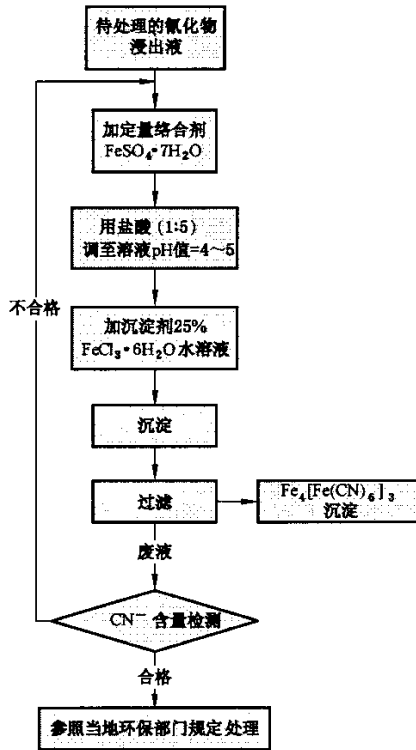 待处理的氰化物
浸出液
加定量络合剂
FeSO₄·7H₂O
用盐酸 (1:5)
调至溶液pH值=4～5
不合格
加沉淀剂25%
FeCl₃·6H₂O 水溶液
沉淀
过滤
Fe₄[Fe(CN)₆]₃
沉淀
废液
CN⁻ 含量检测
合格
参照当地环保部门规定处理